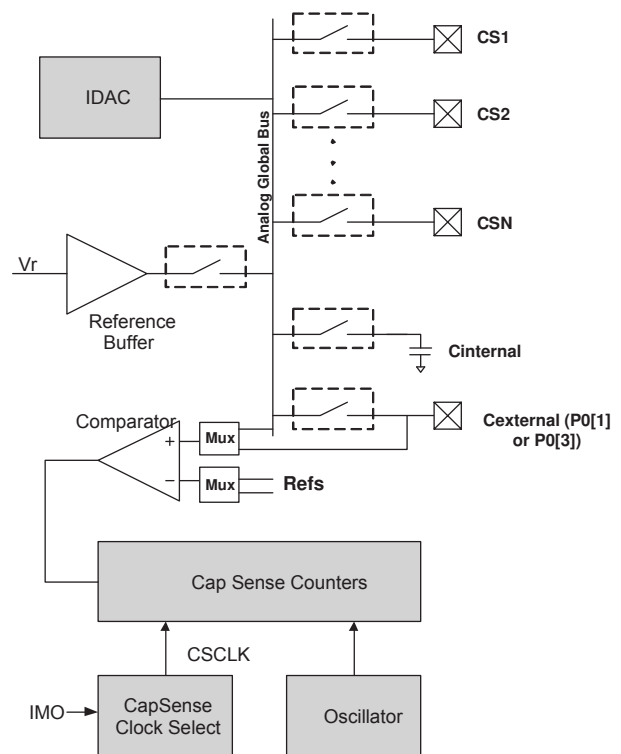 CS1
IDAC
CS2
Analog Global Bus
CSN
Vr
Reference
Buffer
Cinternal
Comparator
Cexternal (P0[1]
or P0[3])
+
Mux
−
Mux
Refs
Cap Sense Counters
CSCLK
IMO
CapSense
Clock Select
Oscillator